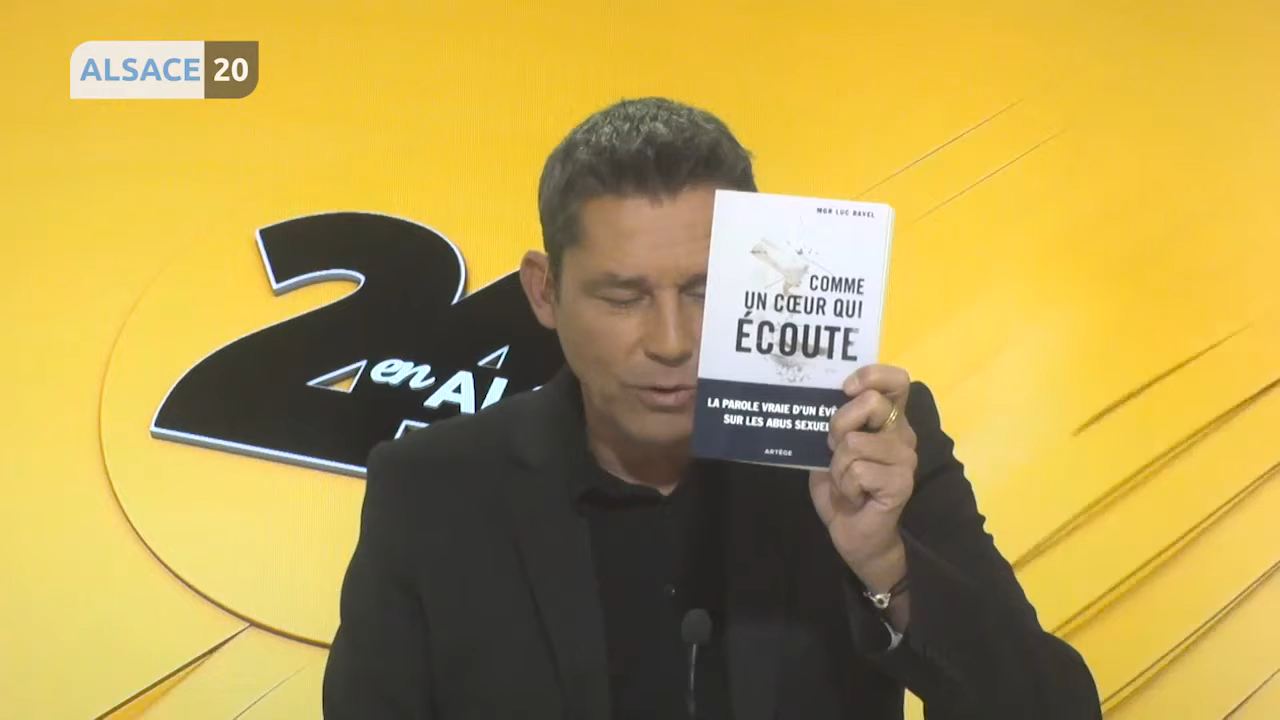 ALSACE 20
en
MGR LUC RAVEL
COMME
UN CŒUR QUI
ÉCOUTE
LA PAROLE VRAIE D'UN
SUR LES ABUS
ARTÈGE